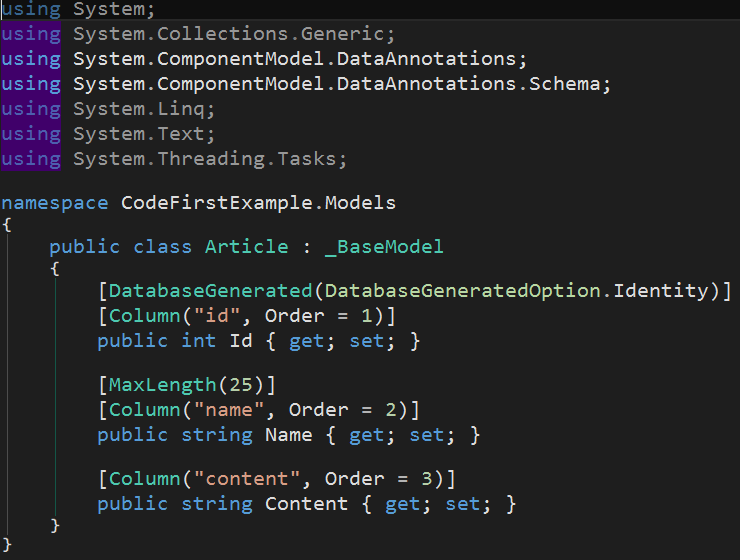 using System;
using System.Collections.Generic;
using System.ComponentModel.DataAnnotations;
using System.ComponentModel.DataAnnotations.Schema;
using System.Linq;
using System.Text;
using System.Threading.Tasks;
namespace CodeFirstExample.Models
{
public class Article : _BaseModel
{
[DatabaseGenerated(DatabaseGeneratedOption.Identity)]
[Column("id", Order = 1)]
public int Id { get; set; }
[MaxLength(25)]
[Column("name", Order = 2)]
public string Name { get; set; }
[Column("content", Order = 3)]
public string Content { get; set; }
}
}